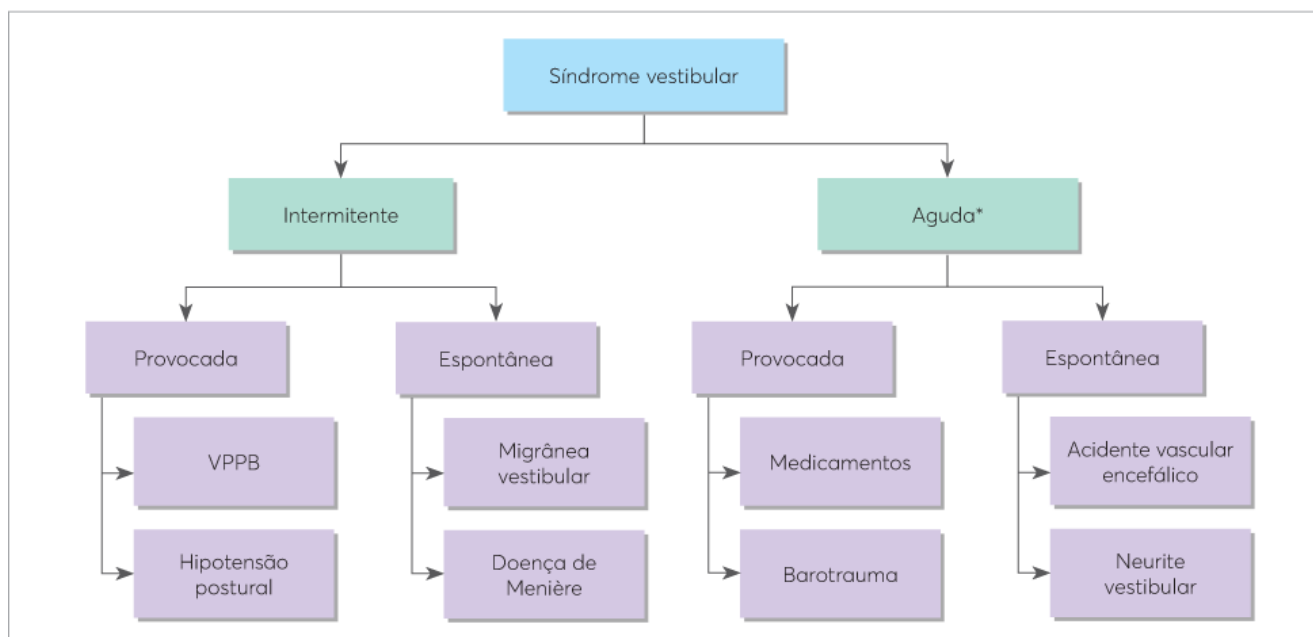 Síndrome vestibular
Intermitente
Aguda*
Provocada
Espontânea
Provocada
Espontânea
VPPB
Migrânea
vestibular
Medicamentos
Acidente vascular
encefálico
Hipotensão
postural
Doença de
Menière
Barotrauma
Neurite
vestibular